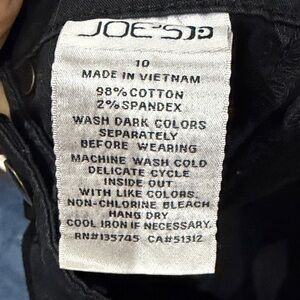 JOE'S
10
MADE IN VIETNAM
98% COTTON
2% SPANDEX
WASH DARK COLORS
SEPARATELY
BEFORE WEARING
MACHINE WASH COLD
DELICATE CYCLE
INSIDE OUT
WITH LIKE COLORS.
NON-CHLORINE BLEACH
HANG DRY
COOL IRON IF NECESSARY.
RN#135745 CA#51312